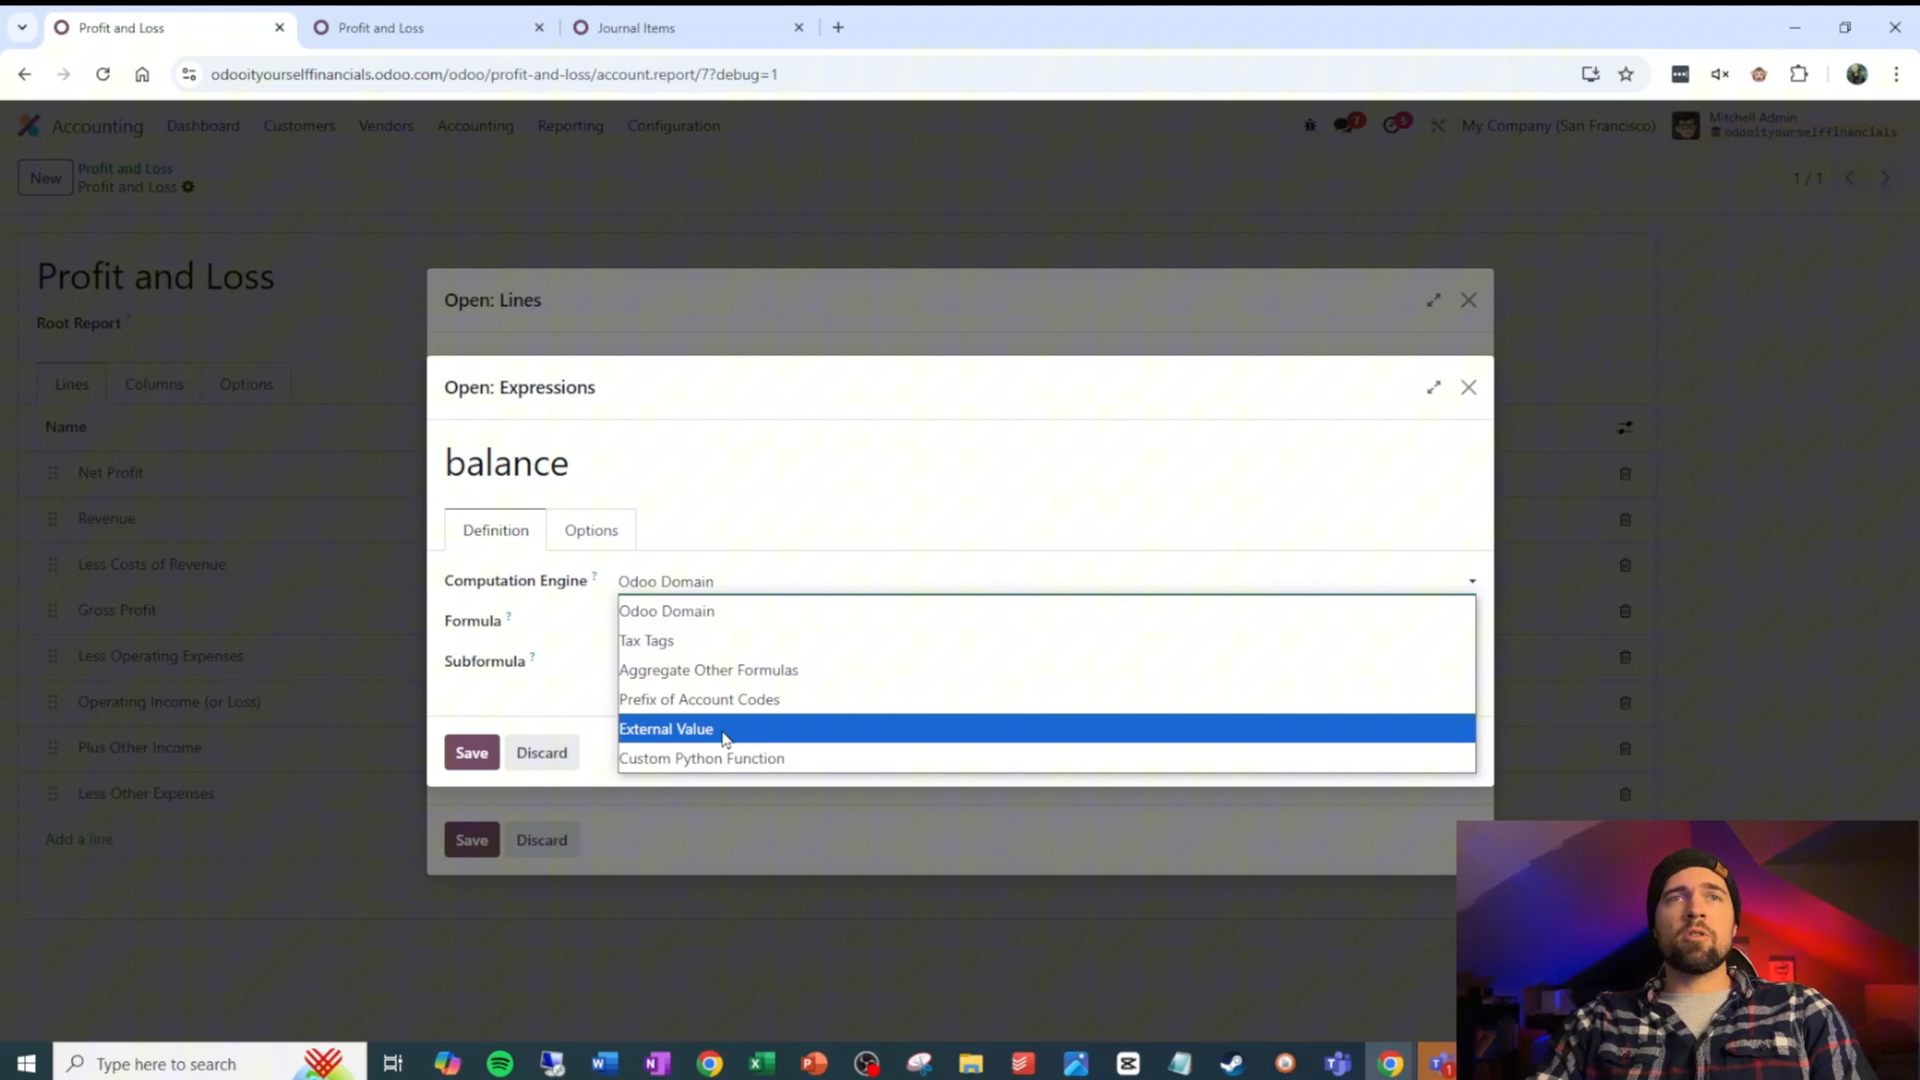 Profit and Loss
Profit and Loss
Journal Items
odooityourselffinancials.odoo.com/odoo/profit-and-loss/account.report/7?debug=1
Accounting Dashboard Customers Vendors Accounting Reporting Configuration
7
5
My Company (San Francisco)
Mitchell Admin
odooityourselffinancials
New
Profit and Loss
Profit and Loss
1 / 1
Profit and Loss
Root Report ?
Lines Columns Options
Name
Net Profit
Revenue
Less Costs of Revenue
Gross Profit
Less Operating Expenses
Operating Income (or Loss)
Plus Other Income
Less Other Expenses
Add a line
Open: Lines
Open: Expressions
balance
Definition Options
Computation Engine ? Odoo Domain
Formula ?
Subformula ?
Odoo Domain
Tax Tags
Aggregate Other Formulas
Prefix of Account Codes
External Value
Custom Python Function
Save Discard
Save Discard
Type here to search
1